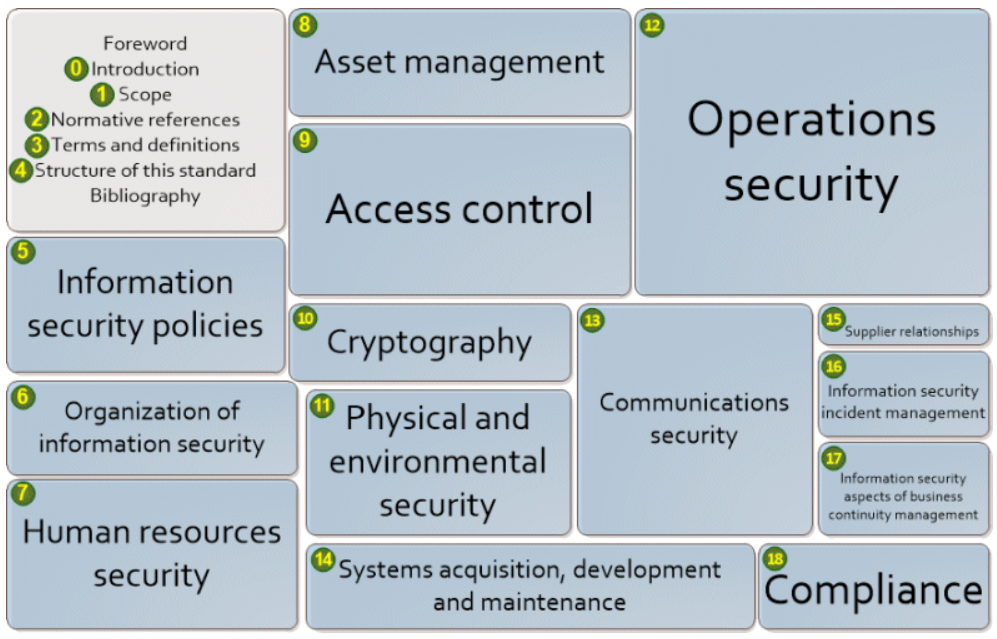 Foreword
0 Introduction
1 Scope
2 Normative references
3 Terms and definitions
4 Structure of this standard
Bibliography
5
Information
security policies
6
Organization of
information security
7
Human resources
security
8
Asset management
9
Access control
10
Cryptography
11
Physical and
environmental
security
12
Operations
security
13
Communications
security
14
Systems acquisition, development
and maintenance
15
Supplier relationships
16
Information security
incident management
17
Information security
aspects of business
continuity management
18
Compliance